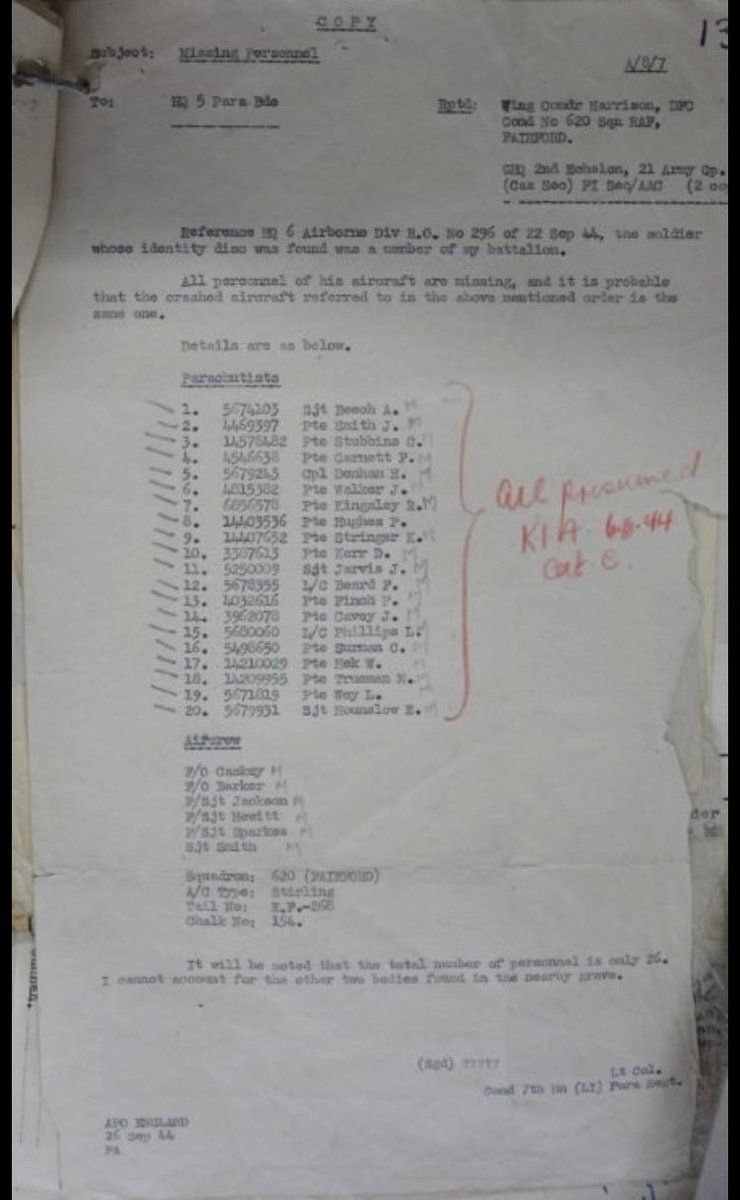 COPY
13
Subject: Missing Personnel
A/8/7
To: HQ 5 Para Bde
Rptd: Wing Comdr Harrison, DFC
Comd No 620 Sqn RAF,
FAIRFORD.
GHQ 2nd Echelon, 21 Army Gp.
(Cas Sec) PI Sec/AAC (2 co
Reference HQ 6 Airborne Div R.O. No 296 of 22 Sep 44, the soldier
whose identity disc was found was a member of my battalion.
All personnel of his aircraft are missing, and it is probable
that the crashed aircraft referred to in the above mentioned order is the
same one.
Details are as below.
Parachutists
1. 5674103 Sjt Beech A. M
2. 4469397 Pte Smith J. M
3. 14578482 Pte Stubbins C. M
4. 4546638 Pte Garnett F. M
5. 5679243 Cpl Denham H. M
6. 4815382 Pte Walker J. M
7. 6856578 Pte Kingsley R. M
8. 14403536 Pte Hughes P.
9. 14407652 Pte Stringer K. M
10. 3387613 Pte Kerr D. M
11. 5250009 Sjt Jarvis J. M
12. 5678355 L/C Beard F. M
13. 4032616 Pte Finch P. M
14. 3962078 Pte Cavey J. M
15. 5680060 L/C Phillips L. M
16. 5498650 Pte Surman C. M
17. 14210029 Pte Hek W. M
18. 14209955 Pte Trueman H. M
19. 5671819 Pte Wey L. M
20. 5679931 Sjt Hounslow E. M
All presumed
KIA - 6.6.44
Cat C.
Aircrew
F/O Caskey M
F/O Barker M
F/Sjt Jackson M
F/Sjt Hewitt M
F/Sjt Sparkes M
Sjt Smith M
Squadron: 620 (FAIRFORD)
A/C Type: Stirling
Tail No: E.F.-268
Chalk No: 154.
It will be noted that the total number of personnel is only 26.
I cannot account for the other two bodies found in the nearby grave.
(Sgd) ?????
Lt Col.
Comd 7th Bn (LI) Para Regt.
APO ENGLAND
26 Sep 44
PA